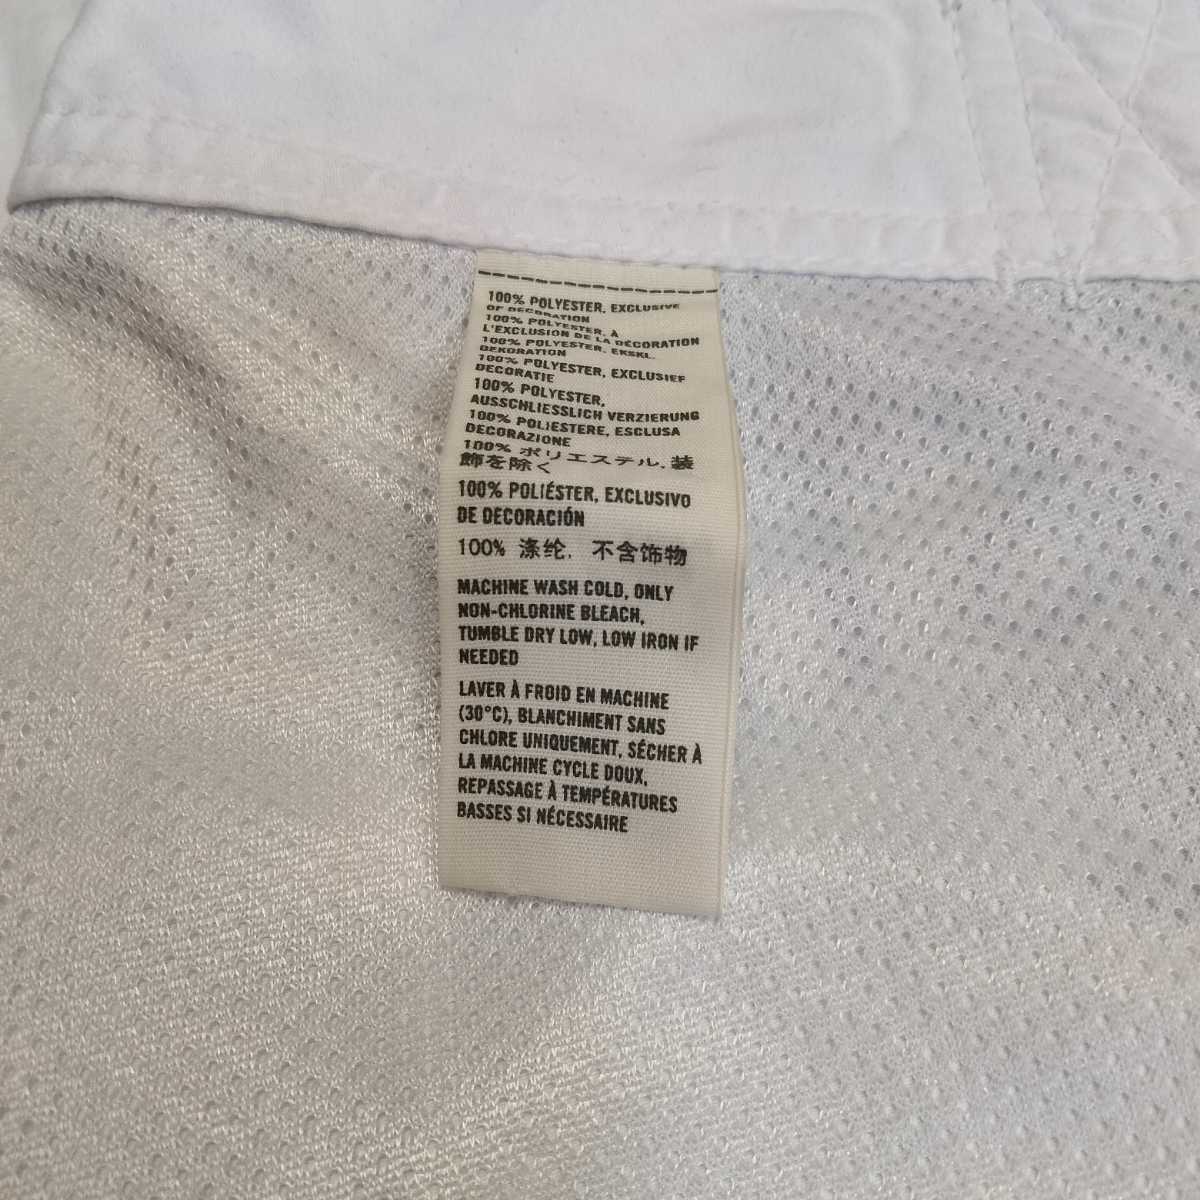 100% POLYESTER, EXCLUSIVE
OF DECORATION
100% POLYESTER, À
L'EXCLUSION DE LA DÉCORATION
100% POLYESTER, EKSKL.
DEKORATION
100% POLYESTER, EXCLUSIEF
DECORATIE
100% POLYESTER,
AUSSCHLIESSLICH VERZIERUNG
100% POLIESTERE, ESCLUSA
DECORAZIONE
100% ポリエステル.装
飾を除く
100% POLIÉSTER, EXCLUSIVO
DE DECORACIÓN
100% 涤纶, 不含饰物
MACHINE WASH COLD, ONLY
NON-CHLORINE BLEACH,
TUMBLE DRY LOW, LOW IRON IF
NEEDED
LAVER À FROID EN MACHINE
(30°C), BLANCHIMENT SANS
CHLORE UNIQUEMENT, SÉCHER À
LA MACHINE CYCLE DOUX,
REPASSAGE À TEMPÉRATURES
BASSES SI NÉCESSAIRE